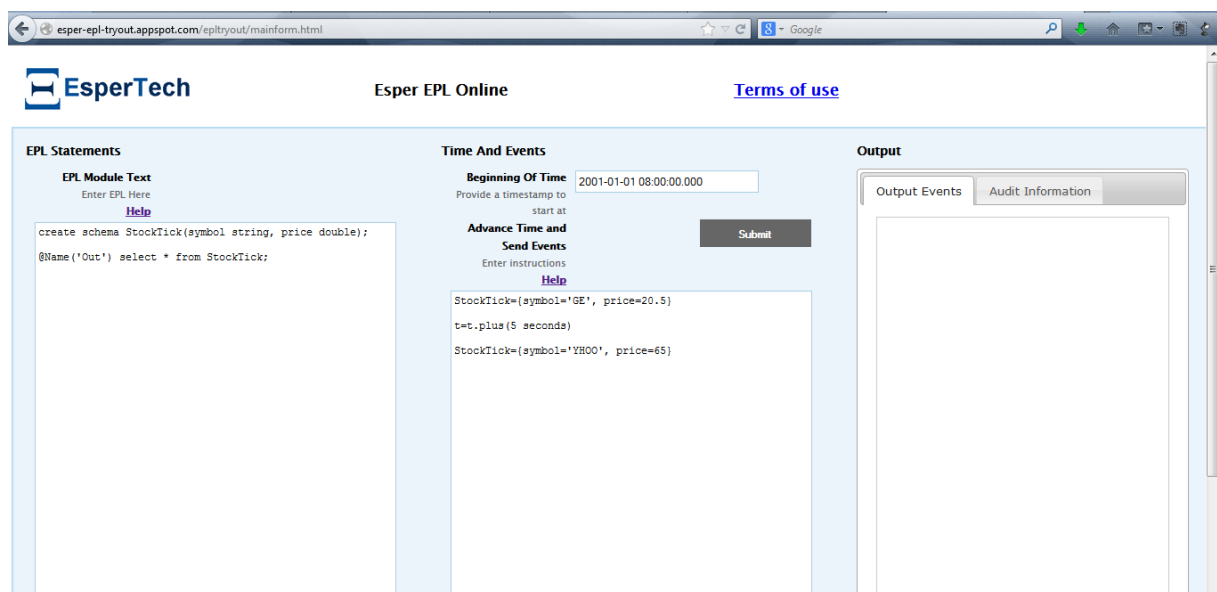 esper-epl-tryout.appspot.com/epltryout/mainform.html
8 - Google
EsperTech
Esper EPL Online
Terms of use
EPL Statements
EPL Module Text
Enter EPL Here
Help
create schema StockTick(symbol string, price double);
@Name('Out') select * from StockTick;
Time And Events
Beginning Of Time
2001-01-01 08:00:00.000
Provide a timestamp to
start at
Advance Time and
Send Events
Submit
Enter instructions
Help
StockTick={symbol='GE', price=20.5}
t=t.plus(5 seconds)
StockTick={symbol='YHOO', price=65}
Output
Output Events
Audit Information